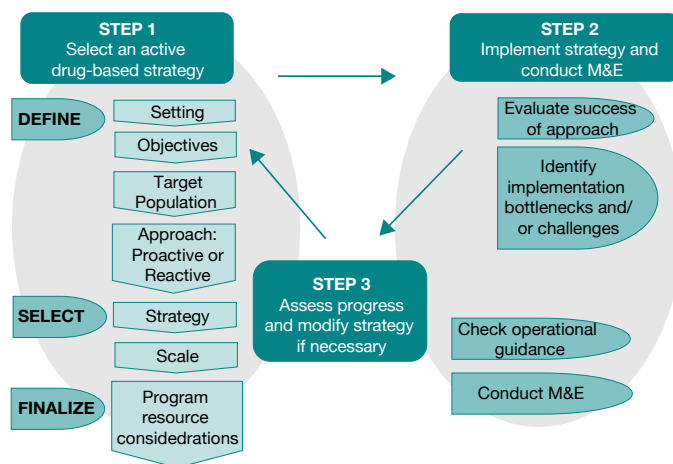 STEP 1
Select an active
drug-based strategy
DEFINE
Setting
Objectives
Target
Population
Approach:
Proactive or
Reactive
SELECT
Strategy
Scale
FINALIZE
Program
resource
considedrations
STEP 2
Implement strategy and
conduct M&E
Evaluate success
of approach
Identify
implementation
bottlenecks and/
or challenges
Check operational
guidance
Conduct M&E
STEP 3
Assess progress
and modify strategy
if necessary